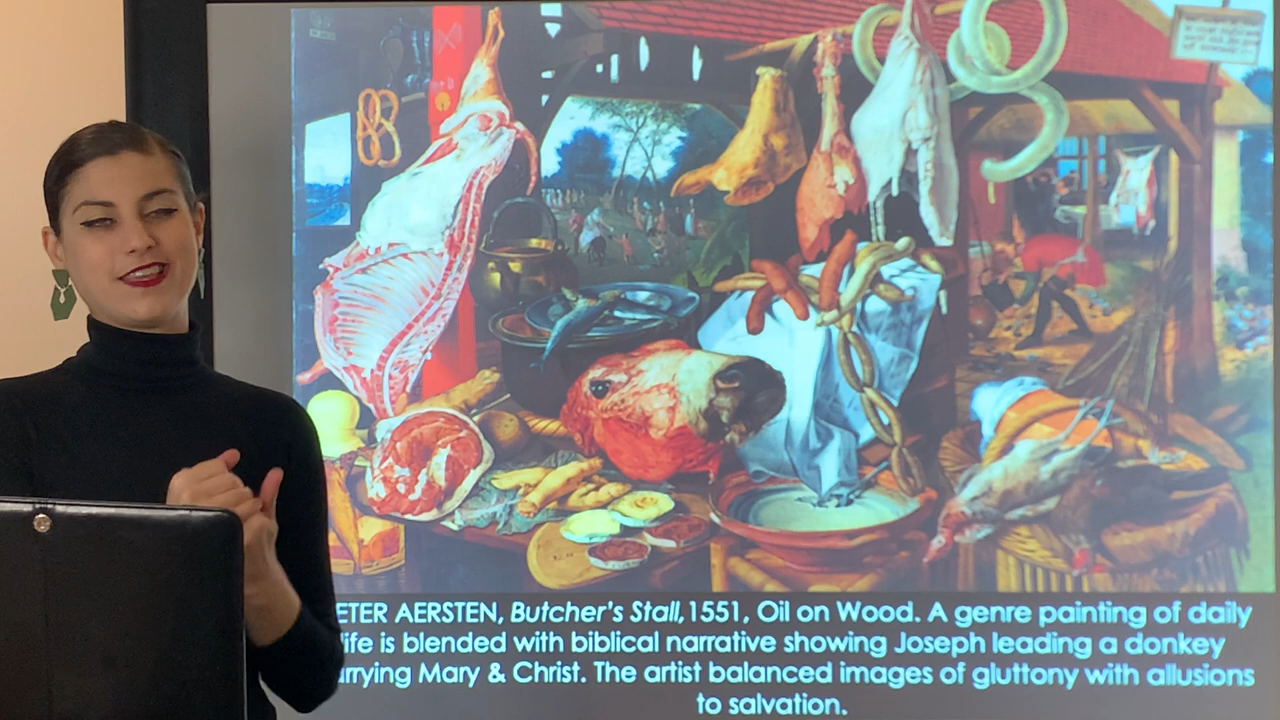 ETER AERSTEN, Butcher's Stall,1551, Oil on Wood. A genre painting of daily
life is blended with biblical narrative showing Joseph leading a donkey
arrying Mary & Christ. The artist balanced images of gluttony with allusions
to salvation.